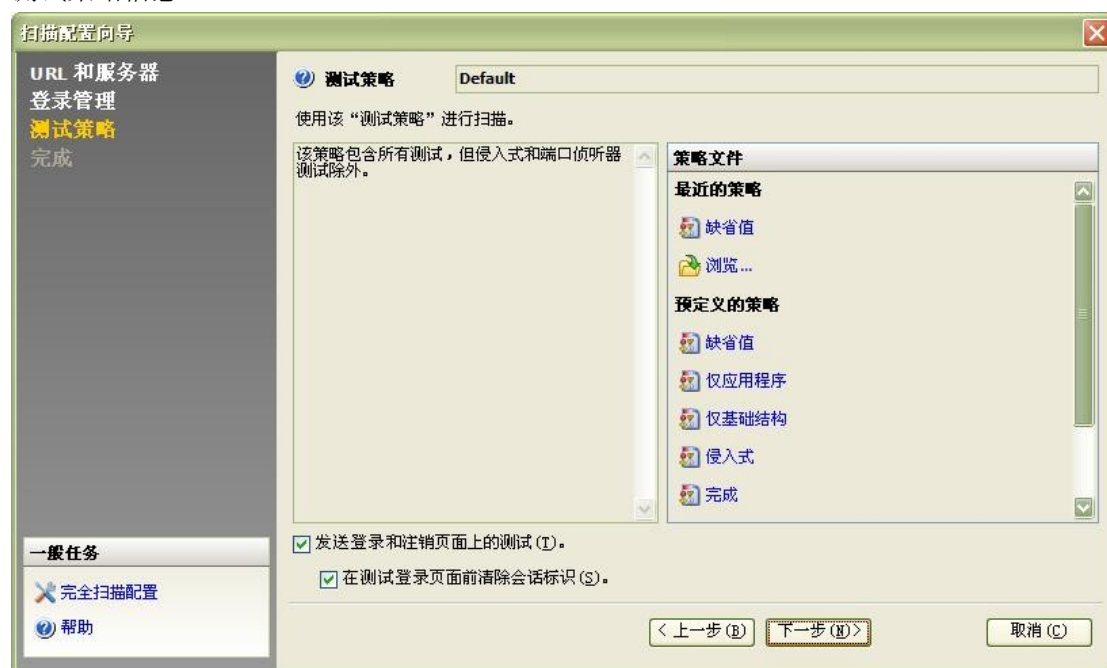 扫描配置向导
URL 和服务器
登录管理
测试策略
完成
测试策略
Default
使用该“测试策略”进行扫描。
该策略包含所有测试，但侵入式和端口侦听器
测试除外。
策略文件
最近的策略
缺省值
浏览...
预定义的策略
缺省值
仅应用程序
仅基础结构
侵入式
完成
发送登录和注销页面上的测试(T)。
在测试登录页面前清除会话标识(S)。
一般任务
完全扫描配置
帮助
< 上一步(B)
下一步(N)>
取消(C)